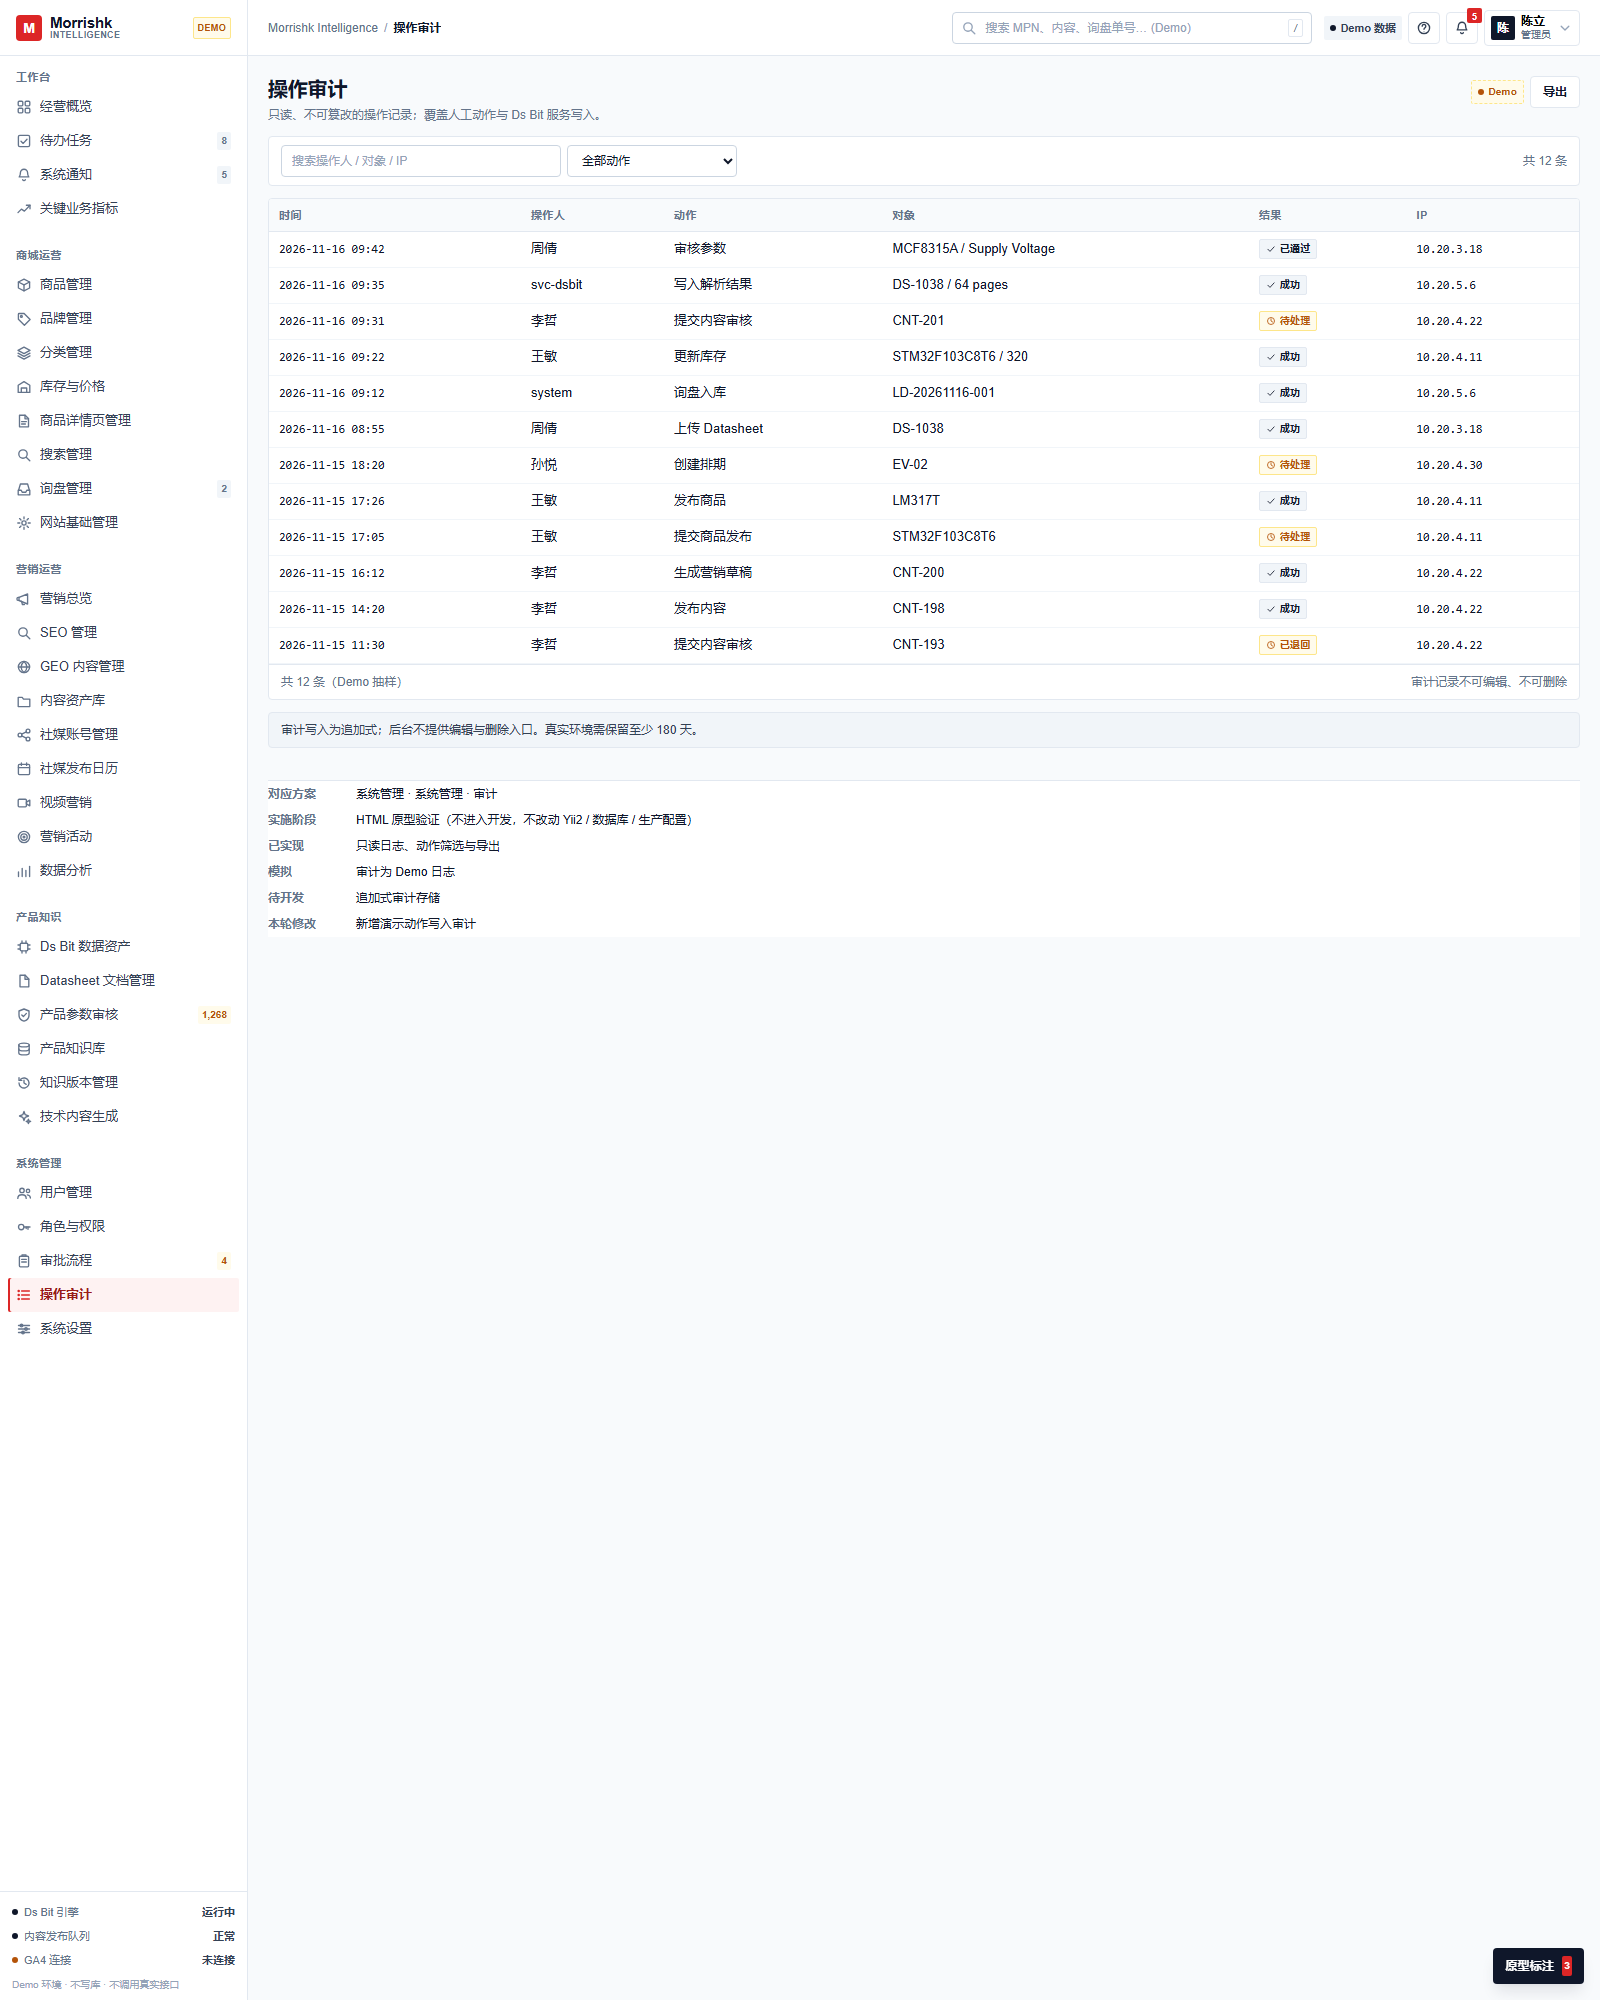 M
Morrishk
INTELLIGENCE
DEMO
工作台
经营概览
待办任务 8
系统通知 5
关键业务指标
商城运营
商品管理
品牌管理
分类管理
库存与价格
商品详情页管理
搜索管理
询盘管理 2
网站基础管理
营销运营
营销总览
SEO 管理
GEO 内容管理
内容资产库
社媒账号管理
社媒发布日历
视频营销
营销活动
数据分析
产品知识
Ds Bit 数据资产
Datasheet 文档管理
产品参数审核 1,268
产品知识库
知识版本管理
技术内容生成
系统管理
用户管理
角色与权限
审批流程 4
操作审计
系统设置
Ds Bit 引擎 运行中
内容发布队列 正常
GA4 连接 未连接
Demo 环境 · 不写库 · 不调用真实接口
Morrishk Intelligence / 操作审计
搜索 MPN、内容、询盘单号... (Demo) /
Demo 数据
5
陈 陈立
管理员
操作审计
只读、不可篡改的操作记录；覆盖人工动作与 Ds Bit 服务写入。
Demo
导出
搜索操作人 / 对象 / IP
全部动作
共 12 条
时间 操作人 动作 对象 结果 IP
2026-11-16 09:42 周倩 审核参数 MCF8315A / Supply Voltage 已通过 10.20.3.18
2026-11-16 09:35 svc-dsbit 写入解析结果 DS-1038 / 64 pages 成功 10.20.5.6
2026-11-16 09:31 李哲 提交内容审核 CNT-201 待处理 10.20.4.22
2026-11-16 09:22 王敏 更新库存 STM32F103C8T6 / 320 成功 10.20.4.11
2026-11-16 09:12 system 询盘入库 LD-20261116-001 成功 10.20.5.6
2026-11-16 08:55 周倩 上传 Datasheet DS-1038 成功 10.20.3.18
2026-11-15 18:20 孙悦 创建排期 EV-02 待处理 10.20.4.30
2026-11-15 17:26 王敏 发布商品 LM317T 成功 10.20.4.11
2026-11-15 17:05 王敏 提交商品发布 STM32F103C8T6 待处理 10.20.4.11
2026-11-15 16:12 李哲 生成营销草稿 CNT-200 成功 10.20.4.22
2026-11-15 14:20 李哲 发布内容 CNT-198 成功 10.20.4.22
2026-11-15 11:30 李哲 提交内容审核 CNT-193 已退回 10.20.4.22
共 12 条（Demo 抽样） 审计记录不可编辑、不可删除
审计写入为追加式；后台不提供编辑与删除入口。真实环境需保留至少 180 天。
对应方案 系统管理 · 系统管理 · 审计
实施阶段 HTML 原型验证（不进入开发，不改动 Yii2 / 数据库 / 生产配置）
已实现 只读日志、动作筛选与导出
模拟 审计为 Demo 日志
待开发 追加式审计存储
本轮修改 新增演示动作写入审计
原型标注 3